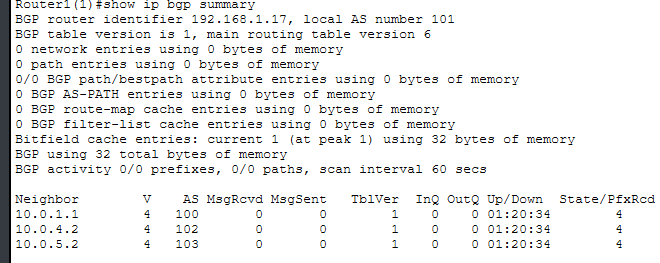 Router1(1)#show ip bgp summary
BGP router identifier 192.168.1.17, local AS number 101
BGP table version is 1, main routing table version 6
0 network entries using 0 bytes of memory
0 path entries using 0 bytes of memory
0/0 BGP path/bestpath attribute entries using 0 bytes of memory
0 BGP AS-PATH entries using 0 bytes of memory
0 BGP route-map cache entries using 0 bytes of memory
0 BGP filter-list cache entries using 0 bytes of memory
Bitfield cache entries: current 1 (at peak 1) using 32 bytes of memory
BGP using 32 total bytes of memory
BGP activity 0/0 prefixes, 0/0 paths, scan interval 60 secs

Neighbor        V    AS MsgRcvd MsgSent   TblVer  InQ OutQ Up/Down  State/PfxRcd
10.0.1.1        4   100       0       0        1    0    0 01:20:34        4
10.0.4.2        4   102       0       0        1    0    0 01:20:34        4
10.0.5.2        4   103       0       0        1    0    0 01:20:34        4